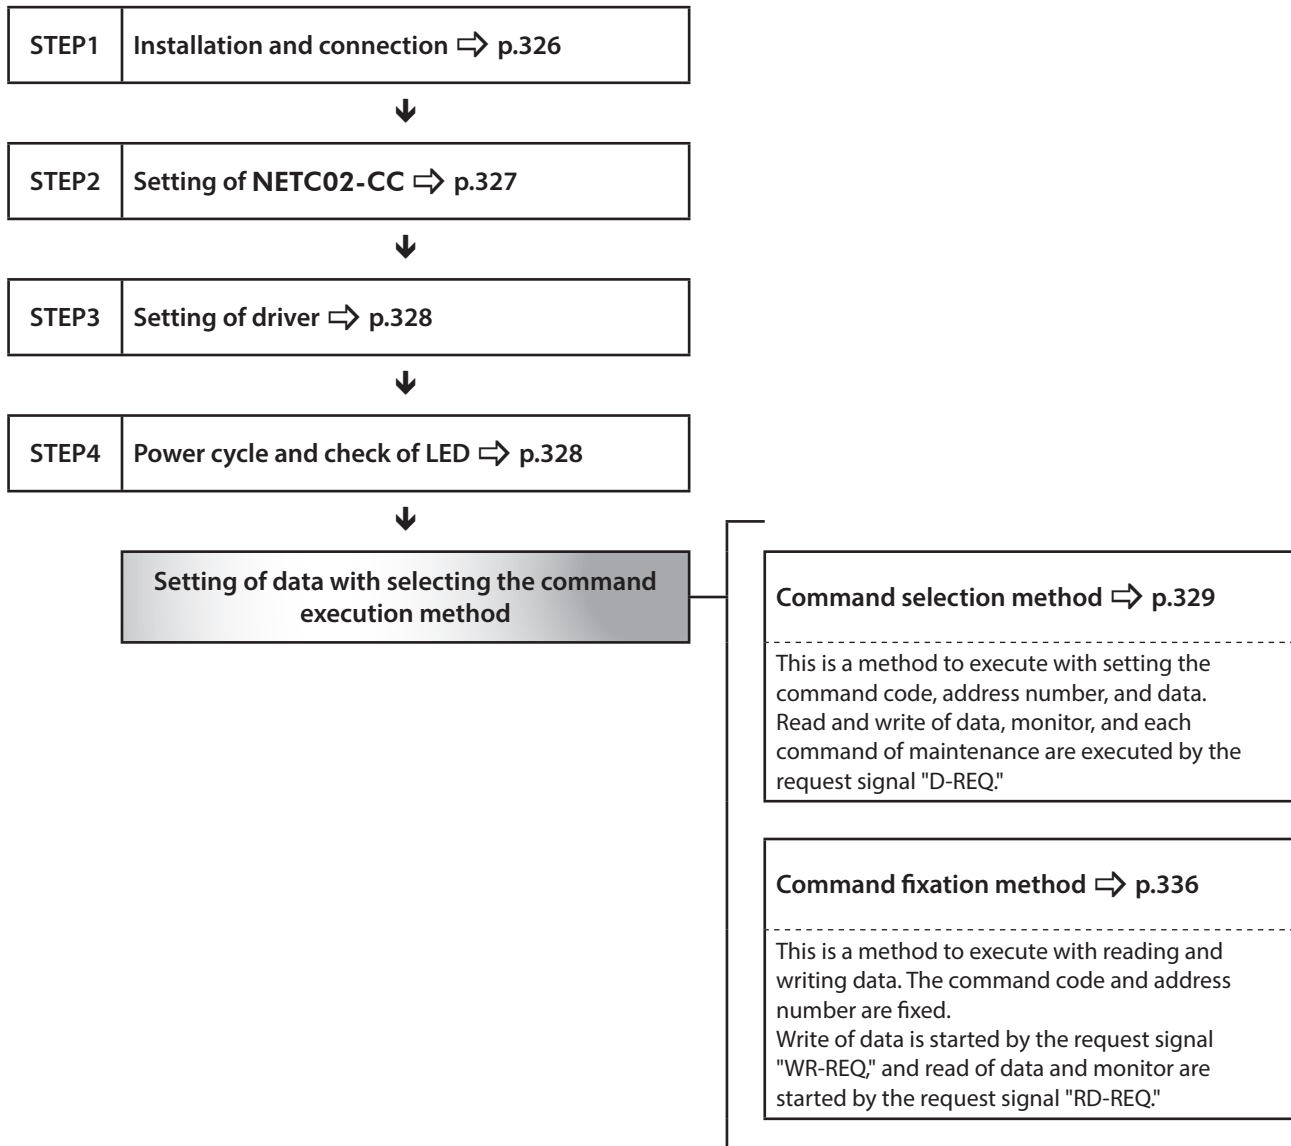 STEP1 Installation and connection ⇨ p.326
STEP2 Setting of NETC02-CC ⇨ p.327
STEP3 Setting of driver ⇨ p.328
STEP4 Power cycle and check of LED ⇨ p.328
Setting of data with selecting the command
execution method
Command selection method ⇨ p.329
This is a method to execute with setting the
command code, address number, and data.
Read and write of data, monitor, and each
command of maintenance are executed by the
request signal "D-REQ."
Command fixation method ⇨ p.336
This is a method to execute with reading and
writing data. The command code and address
number are fixed.
Write of data is started by the request signal
"WR-REQ," and read of data and monitor are
started by the request signal "RD-REQ."